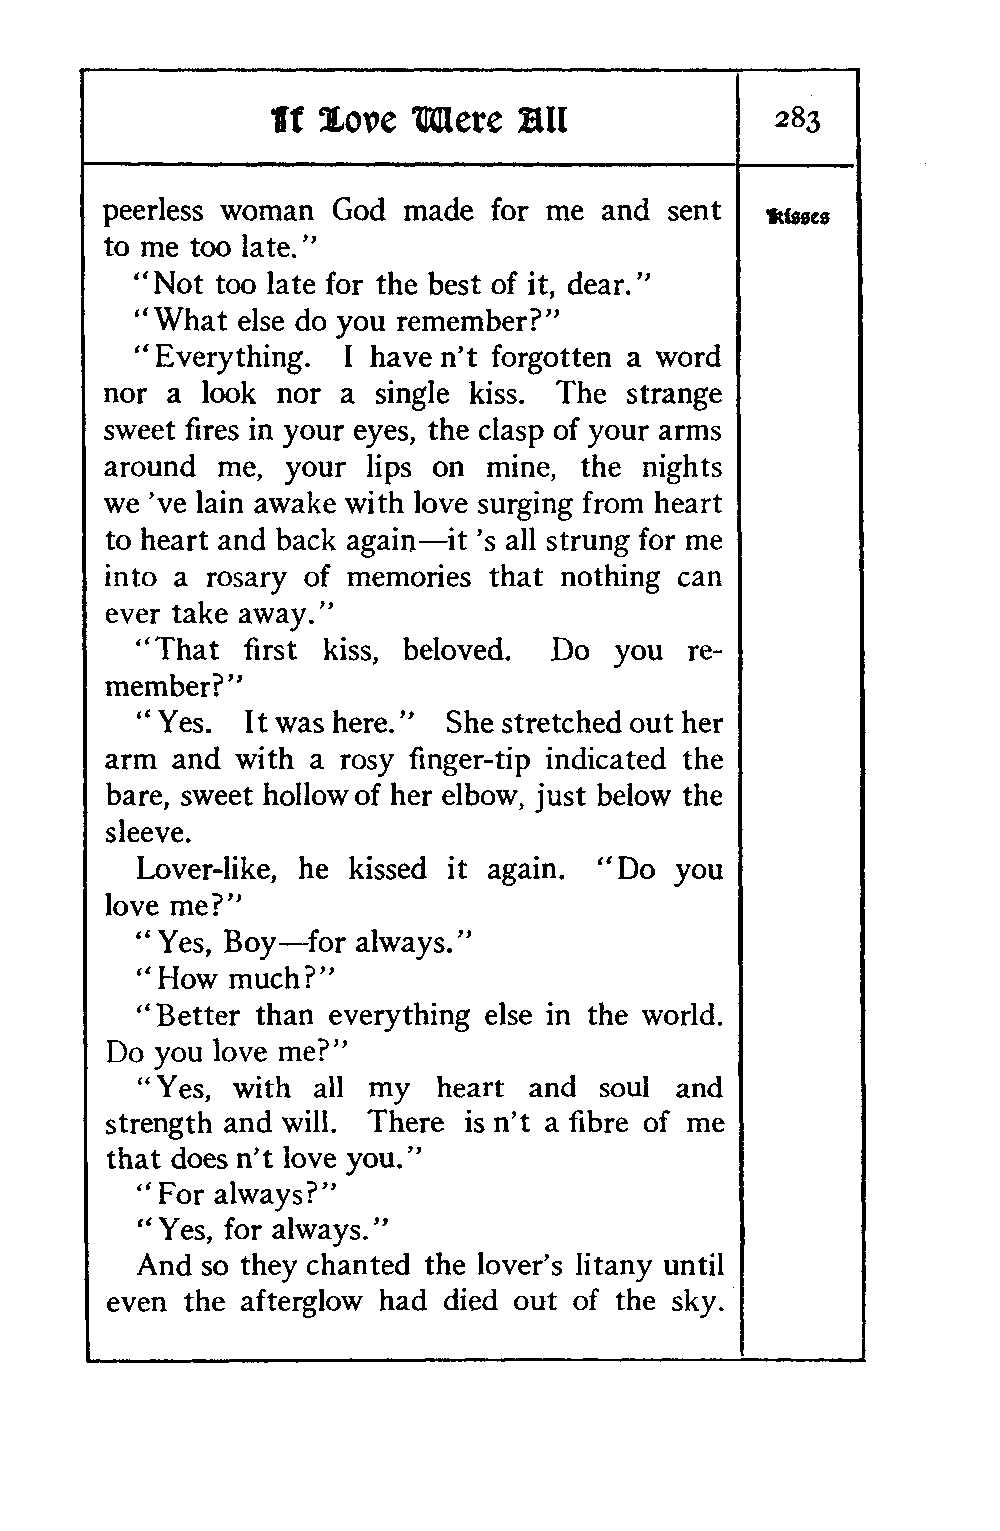 If Love Were All 283
peerless woman God made for me and sent
Kisses
to me too late."
"Not too late for the best of it, dear."
"What else do you remember?"
"Everything. I have n't forgotten a word
nor a look nor a single kiss. The strange
sweet fires in your eyes, the clasp of your arms
around me, your lips on mine, the nights
we 've lain awake with love surging from heart
to heart and back again—it 's all strung for me
into a rosary of memories that nothing can
ever take away."
"That first kiss, beloved. Do you re-
member?"
"Yes. It was here." She stretched out her
arm and with a rosy finger-tip indicated the
bare, sweet hollow of her elbow, just below the
sleeve.
Lover-like, he kissed it again. "Do you
love me?"
"Yes, Boy—for always."
"How much?"
"Better than everything else in the world.
Do you love me?"
"Yes, with all my heart and soul and
strength and will. There is n't a fibre of me
that does n't love you."
"For always?"
"Yes, for always."
And so they chanted the lover's litany until
even the afterglow had died out of the sky.